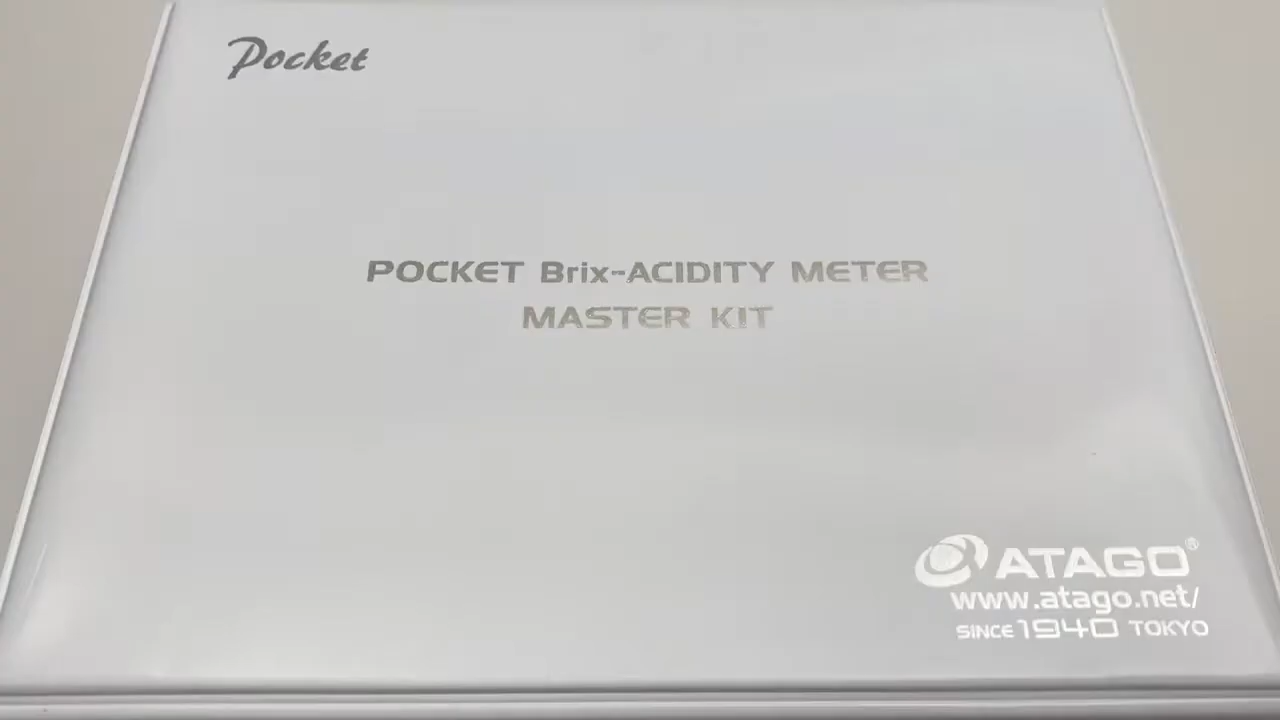 Pocket
POCKET Brix-ACIDITY METER
MASTER KIT
ATAGO®
www.atago.net/
SINCE 1940 TOKYO